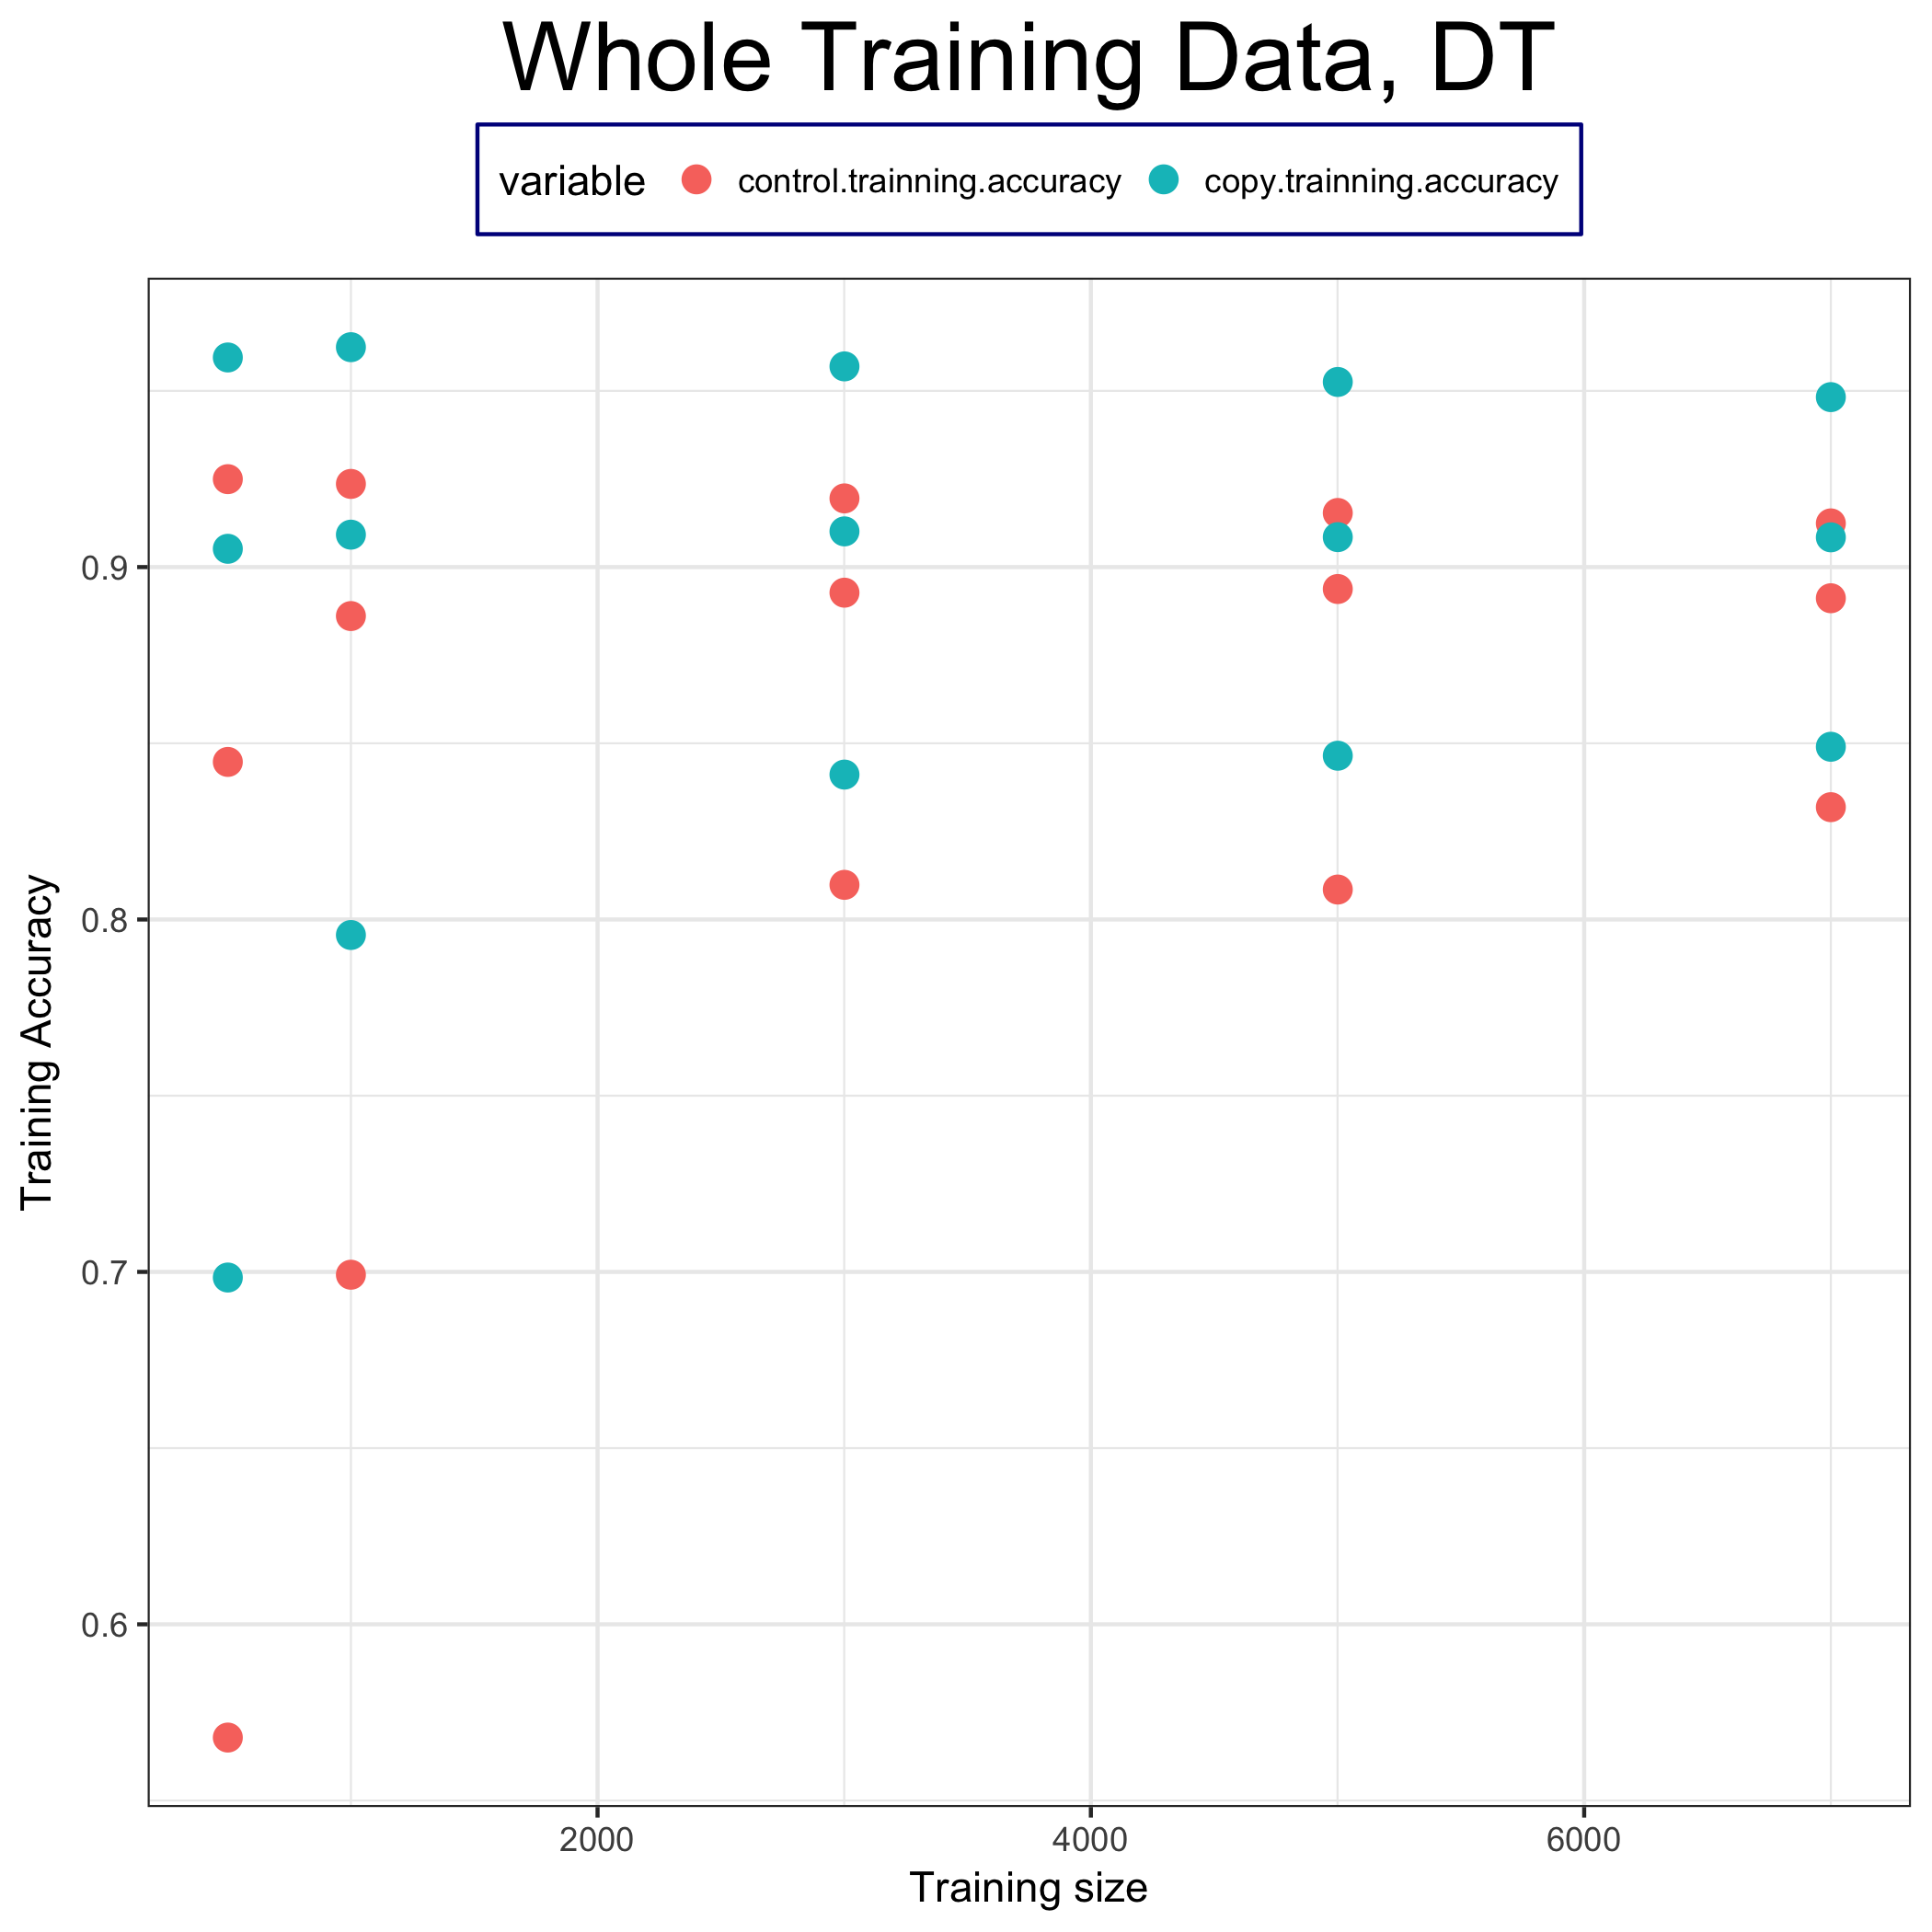 Whole Training Data, DT
variable control.trainning.accuracy copy.trainning.accuracy
Training Accuracy
0.9
0.8
0.7
0.6
2000 4000 6000
Training size